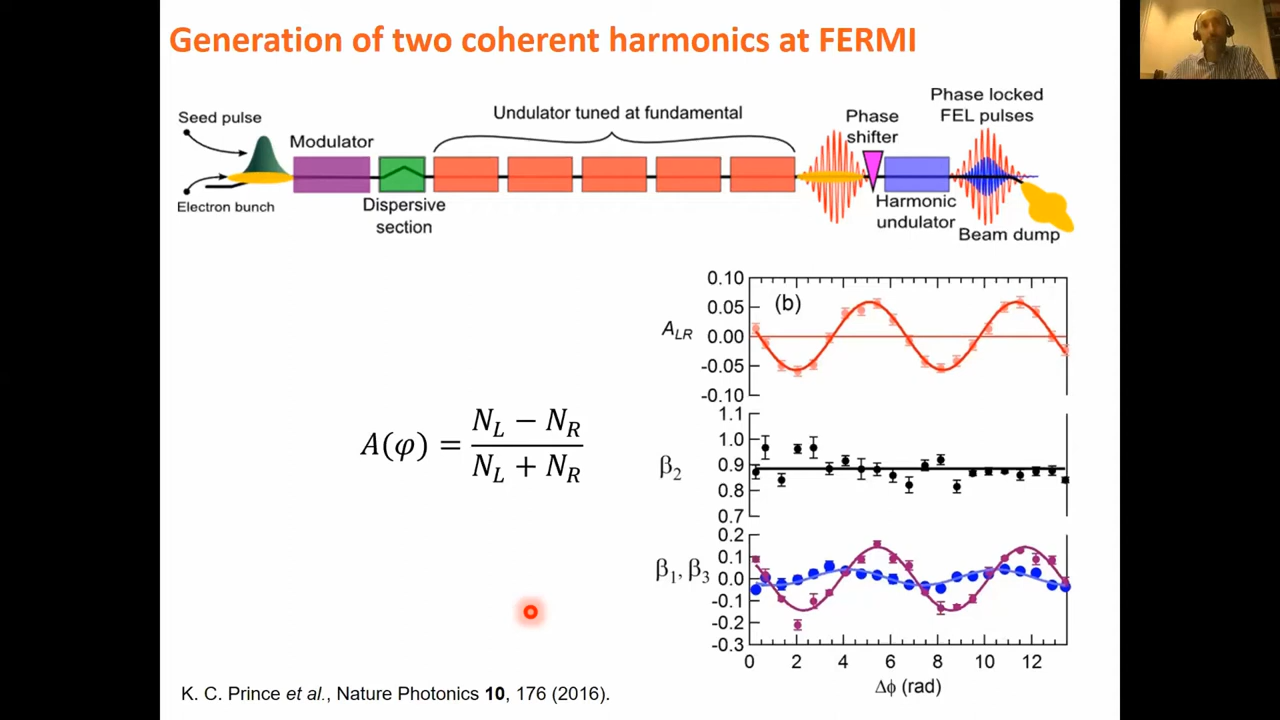 Generation of two coherent harmonics at FERMI
Seed pulse
Electron bunch
Modulator
Dispersive
section
Undulator tuned at fundamental
Phase
shifter
Harmonic
undulator
Phase locked
FEL pulses
Beam dump
A(φ) = (N_L − N_R) / (N_L + N_R)
(b)
A_LR
0.10
0.05
0.00
-0.05
-0.10
β₂
1.1
1.0
0.9
0.8
0.7
β₁, β₃
0.2
0.1
0.0
-0.1
-0.2
-0.3
0 2 4 6 8 10 12
Δϕ (rad)
K. C. Prince et al., Nature Photonics 10, 176 (2016).